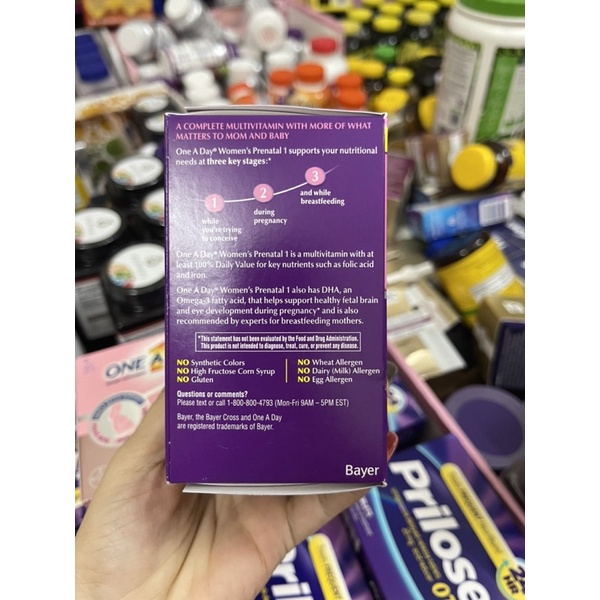 A COMPLETE MULTIVITAMIN WITH MORE OF WHAT
MATTERS TO MOM AND BABY
One A Day® Women's Prenatal 1 supports your nutritional
needs at three key stages:*
1
while
you're trying
to conceive
2
during
pregnancy
3
and while
breastfeeding
One A Day® Women's Prenatal 1 is a multivitamin with at
least 100% Daily Value for key nutrients such as folic acid
and iron.
One A Day® Women's Prenatal 1 also has DHA, an
Omega-3 fatty acid, that helps support healthy fetal brain
and eye development during pregnancy* and is also
recommended by experts for breastfeeding mothers.
*This statement has not been evaluated by the Food and Drug Administration.
This product is not intended to diagnose, treat, cure, or prevent any disease.
NO Synthetic Colors
NO High Fructose Corn Syrup
NO Gluten
NO Wheat Allergen
NO Dairy (Milk) Allergen
NO Egg Allergen
Questions or comments?
Please text or call 1-800-800-4793 (Mon-Fri 9AM – 5PM EST)
Bayer, the Bayer Cross and One A Day
are registered trademarks of Bayer.
Bayer
ONE A
Prilose
HR
Pril